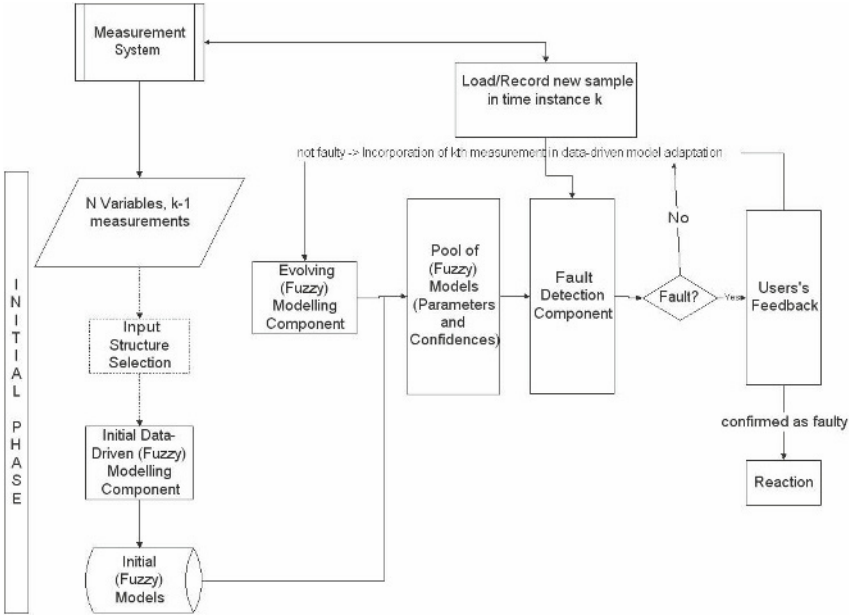 Measurement
System
Load/Record new sample
in time instance k
not faulty -> Incorporation of kth measurement in data-driven model adaptation
N Variables, k-1
measurements
INITIAL PHASE
Evolving
(Fuzzy)
Modelling
Component
Pool of
(Fuzzy)
Models
(Parameters
and
Confidences)
Fault
Detection
Component
No
Fault?
Yes
Users's
Feedback
Input
Structure
Selection
confirmed as faulty
Initial Data-
Driven (Fuzzy)
Modelling
Component
Reaction
Initial
(Fuzzy)
Models